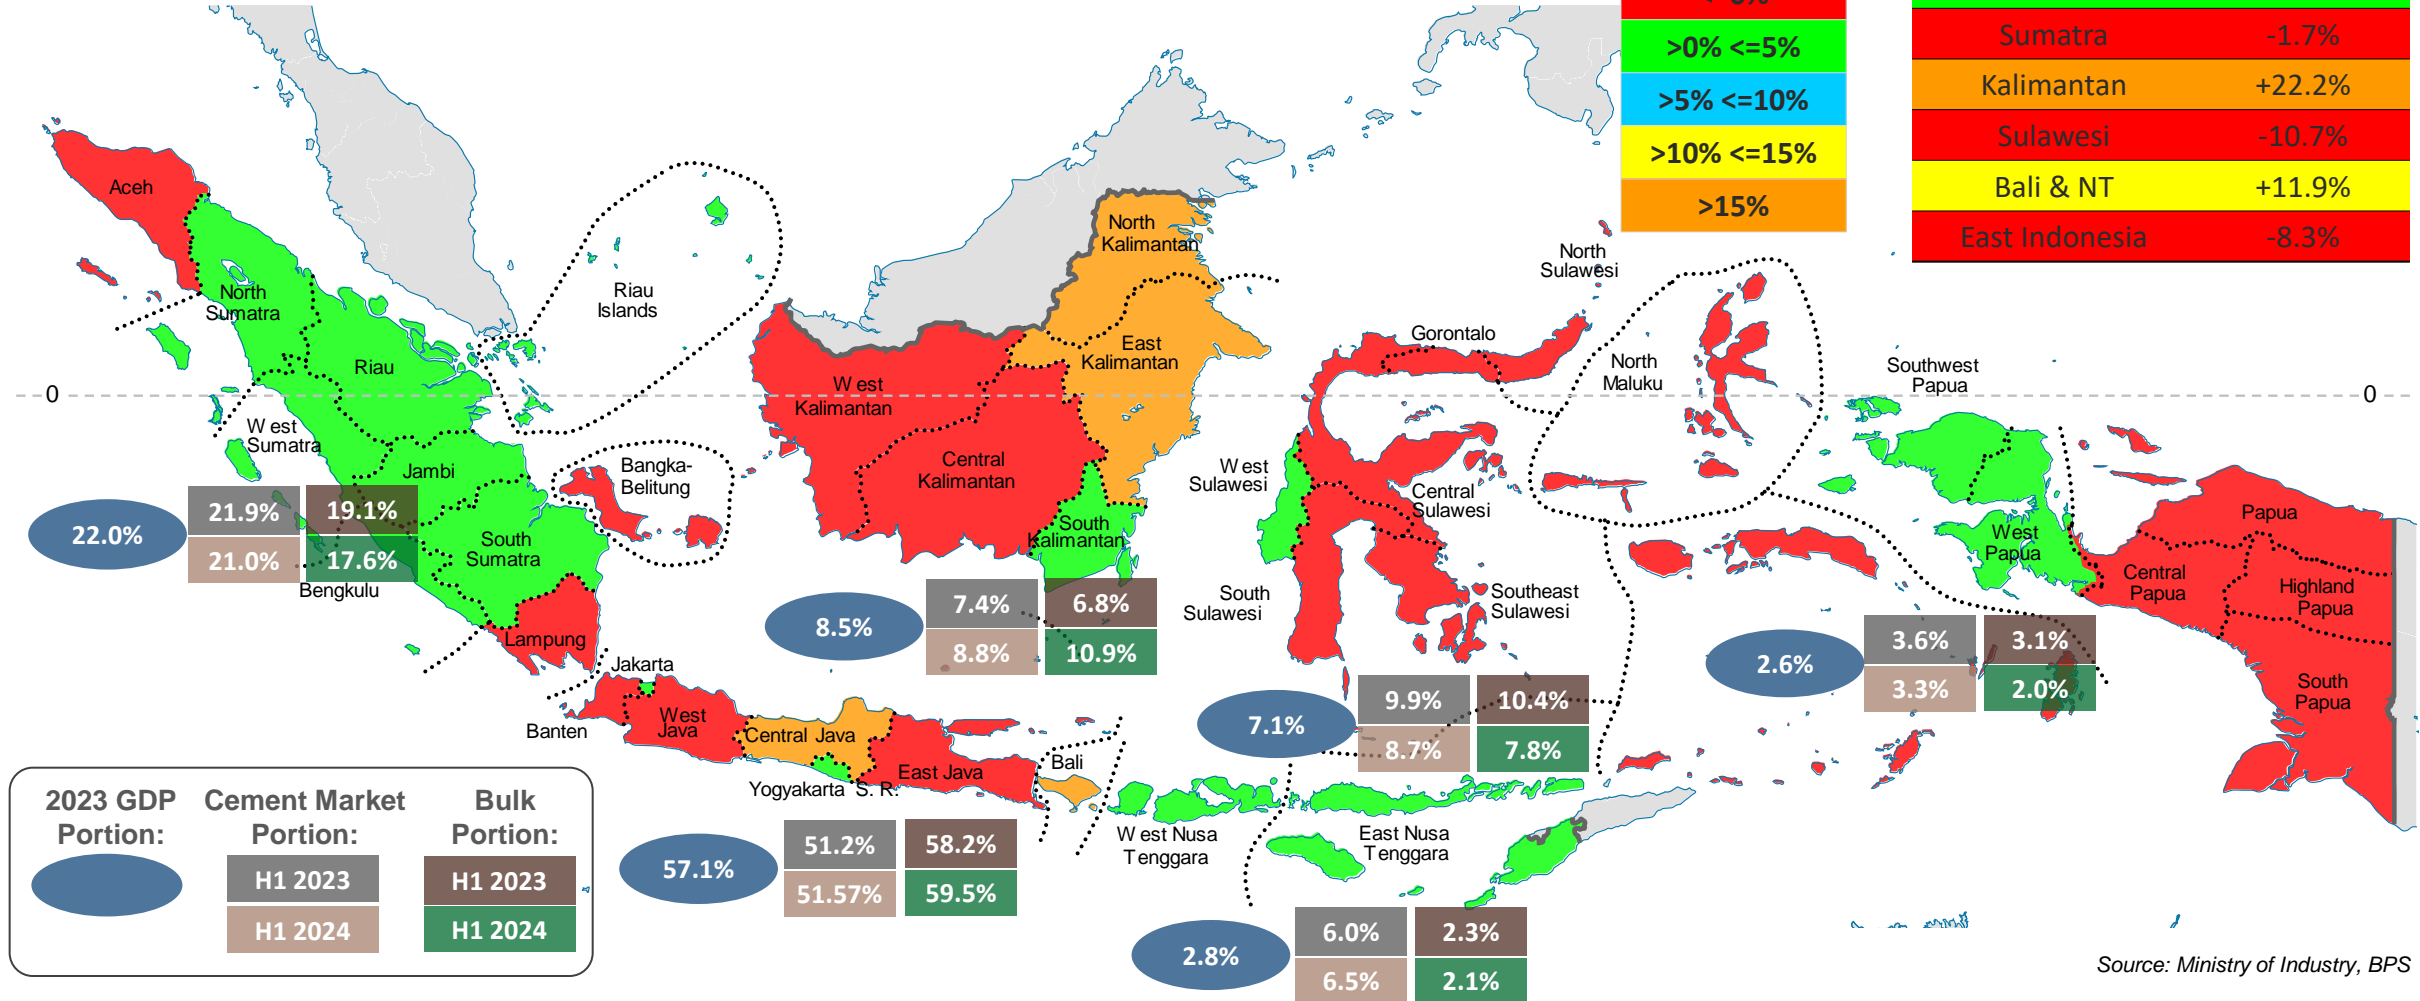 >0% <=5%
>5% <=10%
>10% <=15%
>15%
Sumatra -1.7%
Kalimantan +22.2%
Sulawesi -10.7%
Bali & NT +11.9%
East Indonesia -8.3%
Aceh
North
Sumatra
Riau
Riau
Islands
West
Sumatra
Jambi
Bangka-
Belitung
South
Sumatra
Bengkulu
Lampung
0
0
North
Kalimantan
East
Kalimantan
West
Kalimantan
Central
Kalimantan
South
Kalimantan
North
Sulawesi
Gorontalo
North
Maluku
West
Sulawesi
Central
Sulawesi
South
Sulawesi
Southeast
Sulawesi
Southwest
Papua
West
Papua
Papua
Central
Papua
Highland
Papua
South
Papua
Jakarta
Banten
West
Java
Central Java
Yogyakarta S. R.
East Java
Bali
West Nusa
Tenggara
East Nusa
Tenggara
22.0%
21.9% 19.1%
21.0% 17.6%
8.5%
7.4% 6.8%
8.8% 10.9%
7.1%
9.9% 10.4%
8.7% 7.8%
2.6%
3.6% 3.1%
3.3% 2.0%
57.1%
51.2% 58.2%
51.57% 59.5%
2.8%
6.0% 2.3%
6.5% 2.1%
2023 GDP
Portion:
Cement Market
Portion:
H1 2023
H1 2024
Bulk
Portion:
H1 2023
H1 2024
Source: Ministry of Industry, BPS